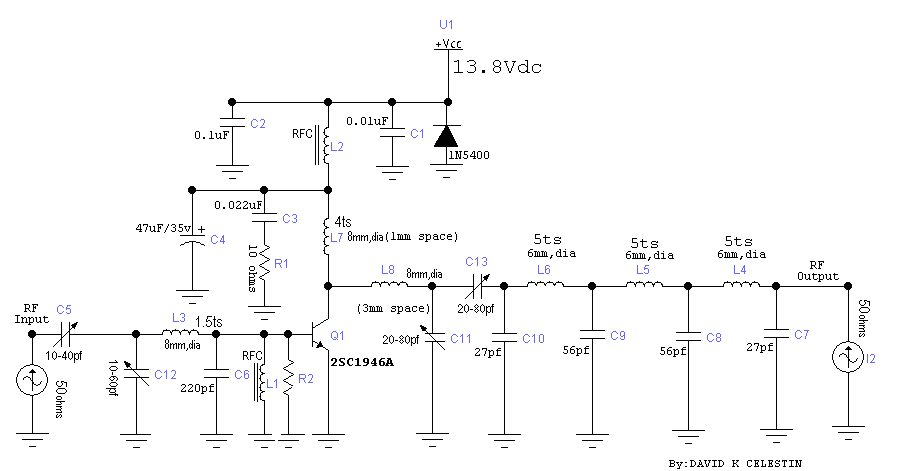 U1
+Vcc
13.8Vdc
C2
0.1uF
RFC
L2
0.01uF
C1
1N5400
0.022uF
C3
47uF/35v +
C4
10 ohms
R1
4ts
L7
8mm,dia(1mm space)
L8
8mm,dia
(3mm space)
C13
20-80pf
5ts
6mm,dia
L6
5ts
6mm,dia
L5
5ts
6mm,dia
L4
RF
Output
RF
Input
C5
10-40pf
L3
1.5ts
8mm,dia
10-60pf
C12
220pf
C6
RFC
L1
R2
Q1
2SC1946A
20-80pf
C11
27pf
C10
56pf
C9
56pf
C8
27pf
C7
50ohms
I2
50ohms
By:DAVID K CELESTIN